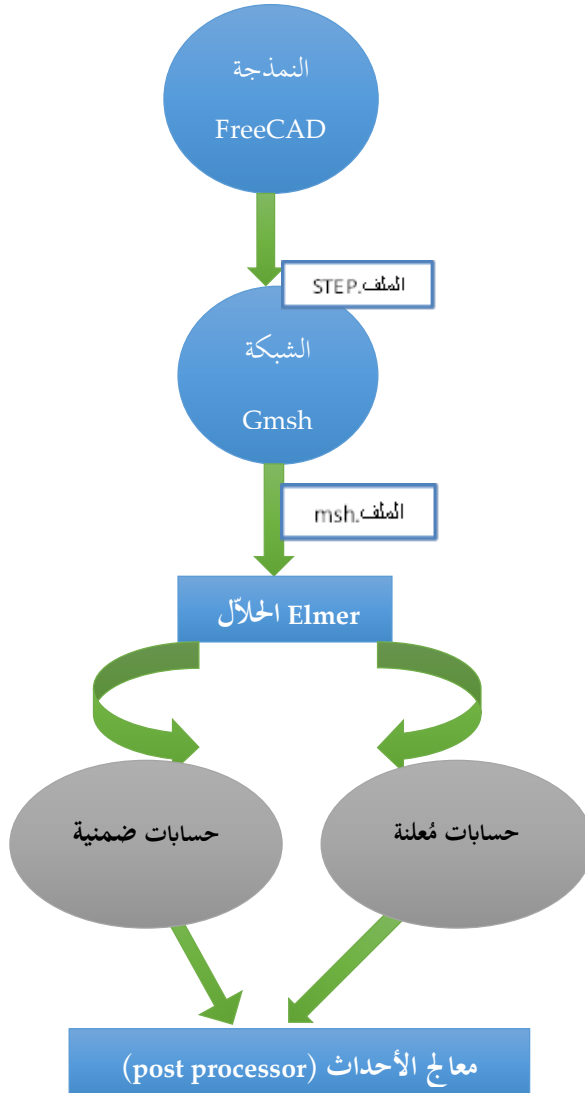 النمذجة
FreeCAD
الملف.STEP
الشبكة
Gmsh
الملف.msh
الحلاّل Elmer
حسابات مُعلنة
حسابات ضمنية
معالج الأحداث (post processor)